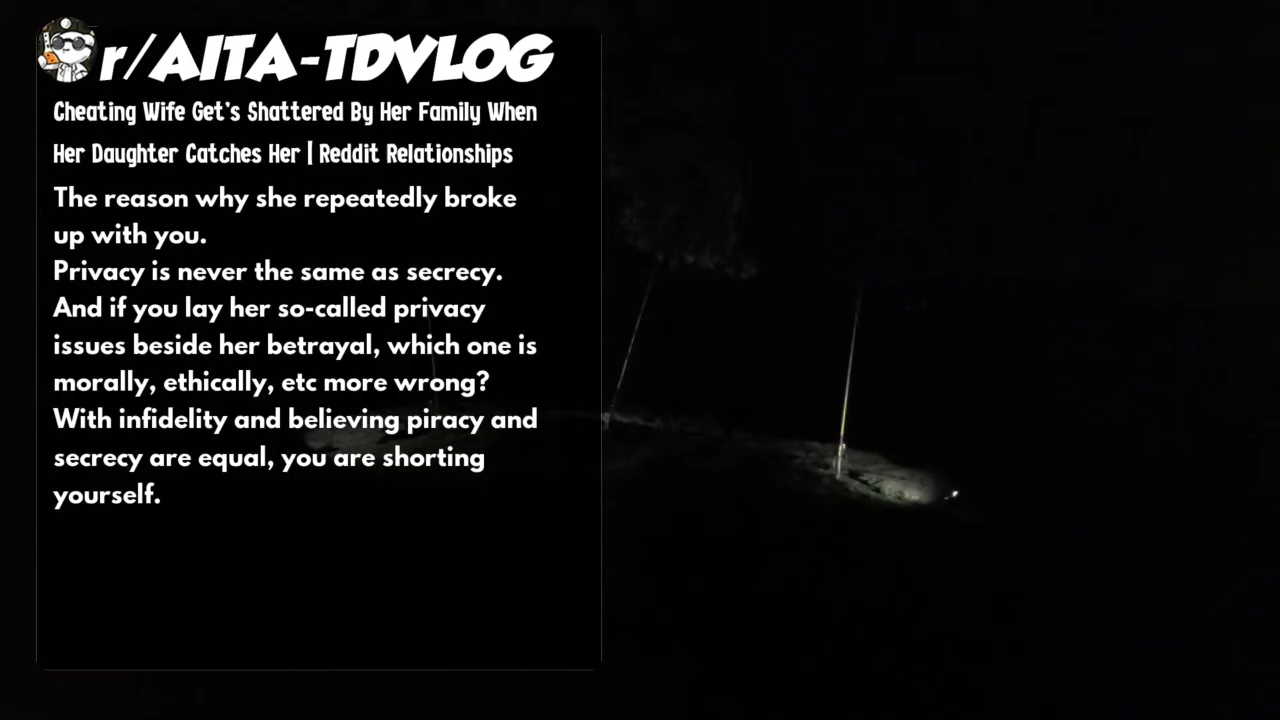 r/AITA-TDVLOG
Cheating Wife Get's Shattered By Her Family When
Her Daughter Catches Her | Reddit Relationships
The reason why she repeatedly broke
up with you.
Privacy is never the same as secrecy.
And if you lay her so-called privacy
issues beside her betrayal, which one is
morally, ethically, etc more wrong?
With infidelity and believing piracy and
secrecy are equal, you are shorting
yourself.